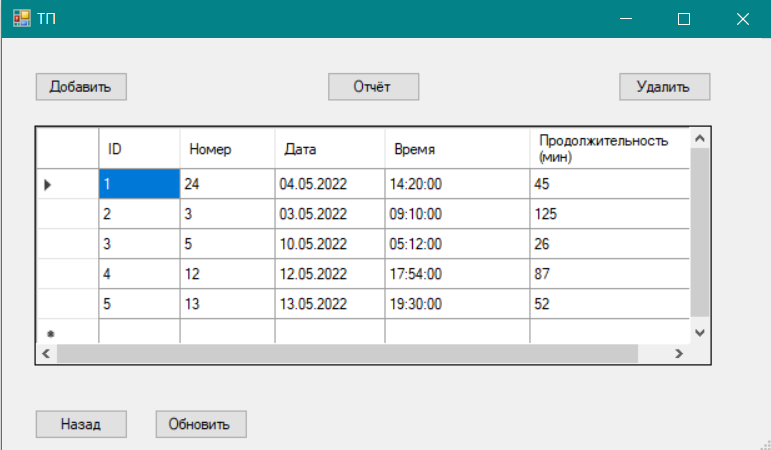 ТП
Добавить Отчёт Удалить
ID Номер Дата Время Продолжительность
(мин)
1 24 04.05.2022 14:20:00 45
2 3 03.05.2022 09:10:00 125
3 5 10.05.2022 05:12:00 26
4 12 12.05.2022 17:54:00 87
5 13 13.05.2022 19:30:00 52
Назад Обновить